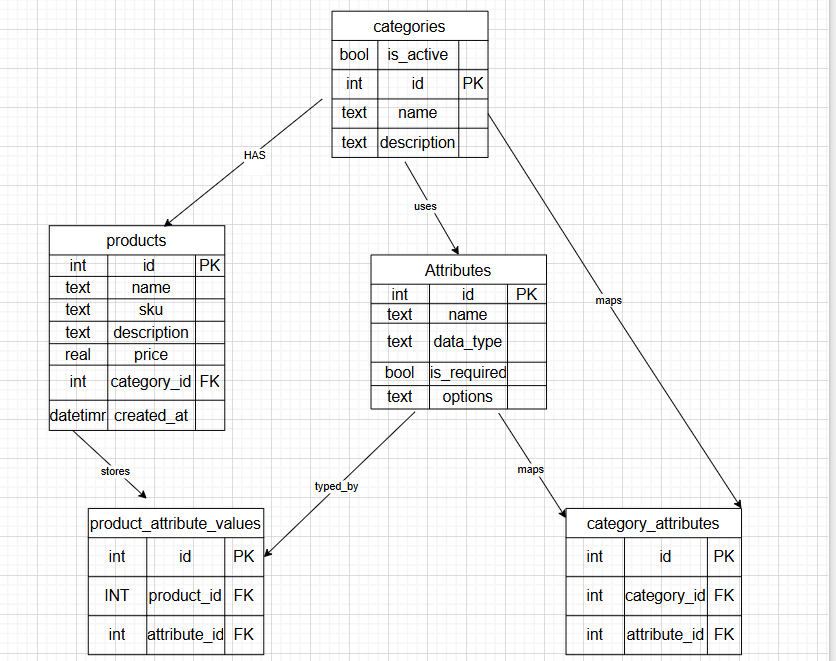 categories
bool is_active
int id PK
text name
text description
HAS
uses
maps
products
int id PK
text name
text sku
text description
real price
int category_id FK
datetimr created_at
Attributes
int id PK
text name
text data_type
bool is_required
text options
stores
typed_by
maps
product_attribute_values
int id PK
INT product_id FK
int attribute_id FK
category_attributes
int id PK
int category_id FK
int attribute_id FK